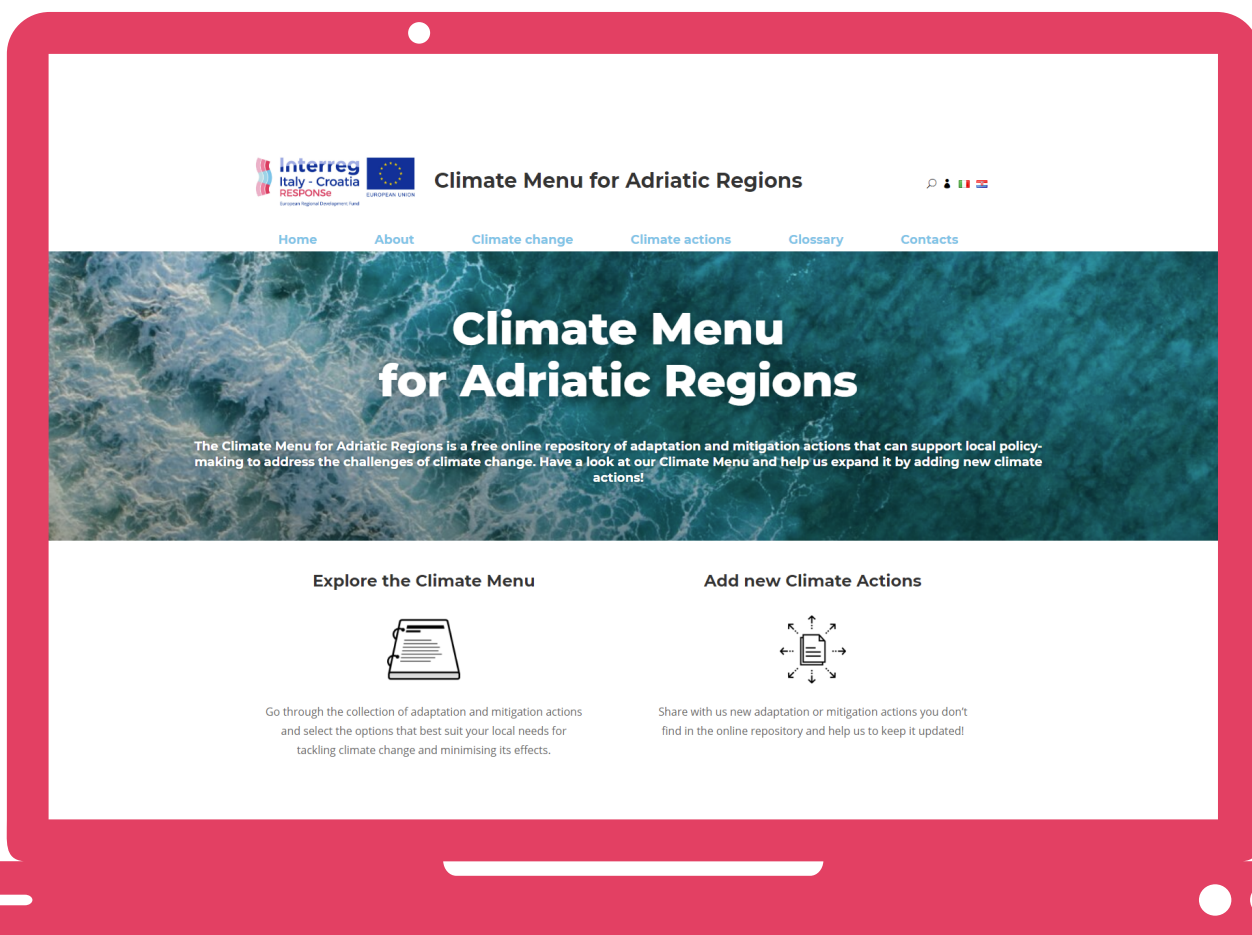 Interreg
Italy - Croatia
RESPONSe
European Regional Development Fund
EUROPEAN UNION
Climate Menu for Adriatic Regions
Home About Climate change Climate actions Glossary Contacts
Climate Menu
for Adriatic Regions
The Climate Menu for Adriatic Regions is a free online repository of adaptation and mitigation actions that can support local policy-
making to address the challenges of climate change. Have a look at our Climate Menu and help us expand it by adding new climate
actions!
Explore the Climate Menu
Go through the collection of adaptation and mitigation actions
and select the options that best suit your local needs for
tackling climate change and minimising its effects.
Add new Climate Actions
Share with us new adaptation or mitigation actions you don't
find in the online repository and help us to keep it updated!